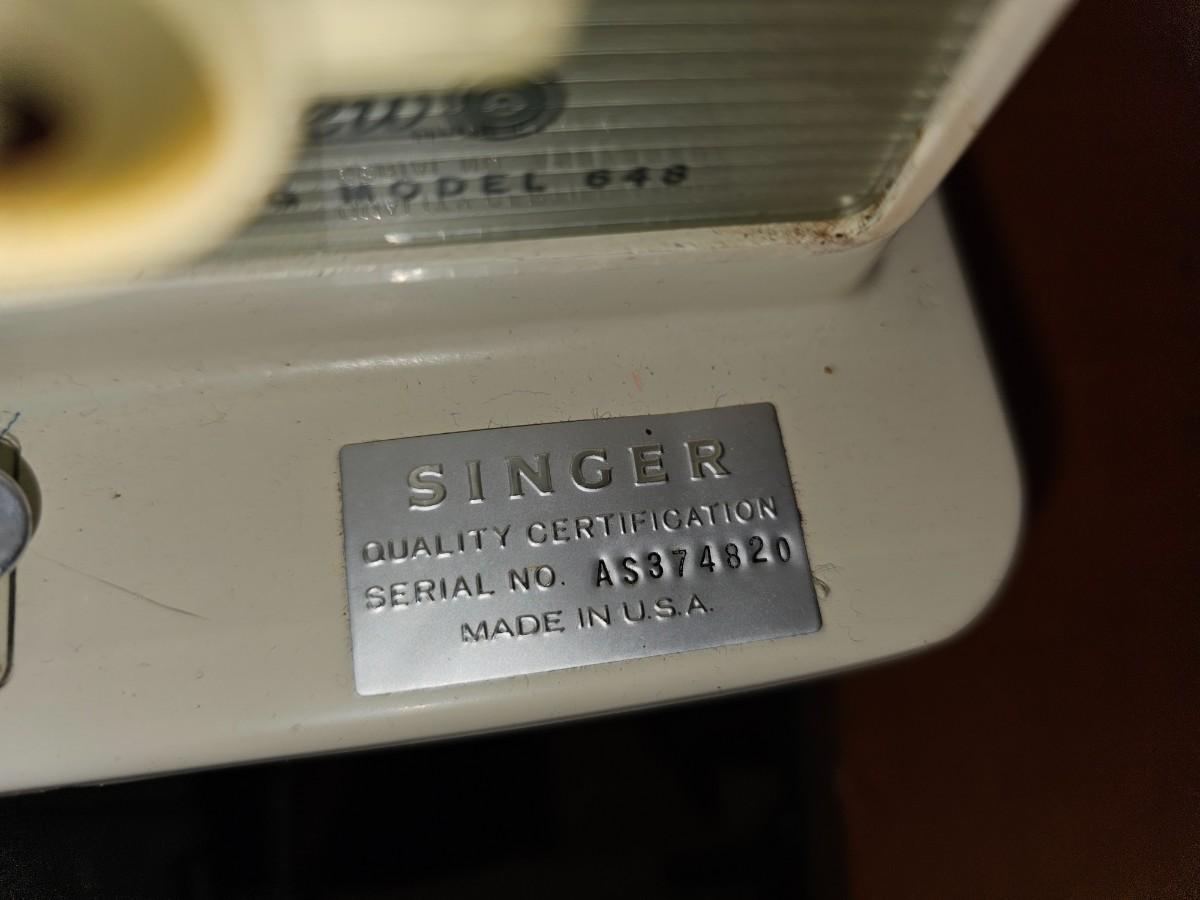 MODEL 648
SINGER
QUALITY CERTIFICATION
SERIAL NO. AS374820
MADE IN U.S.A.